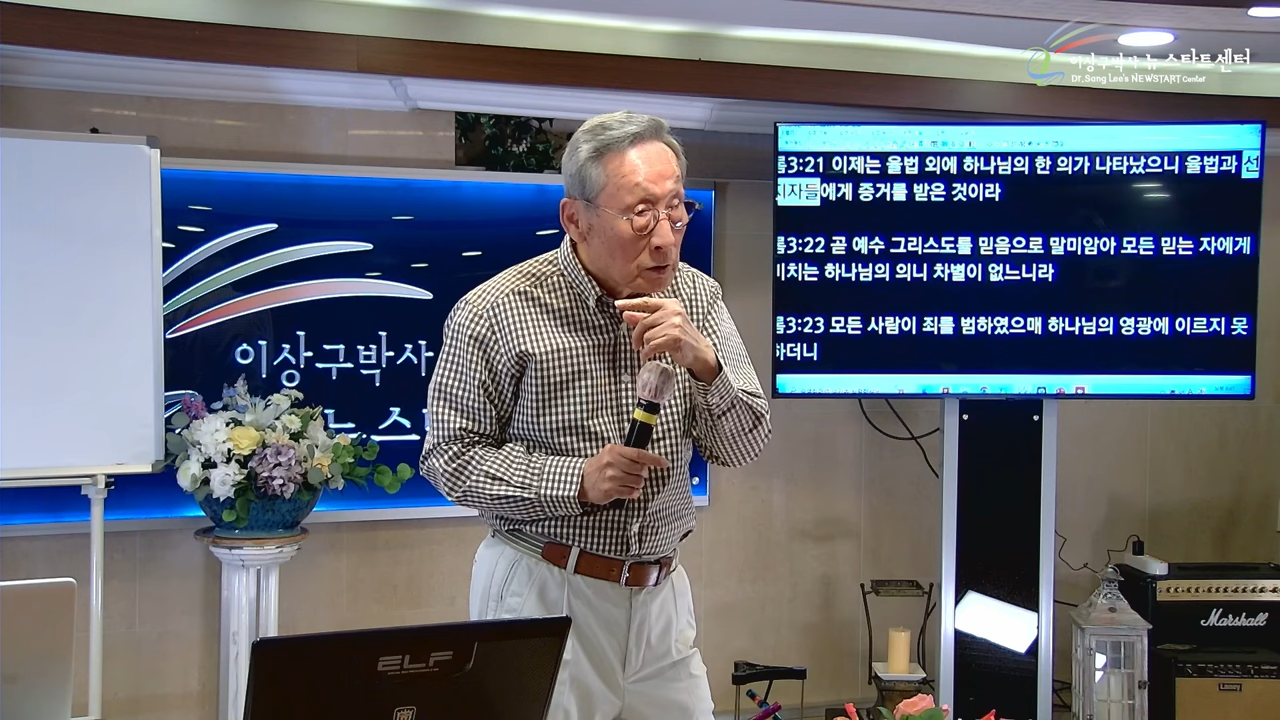 이상구박사 뉴스타트센터
Dr. Sang Lee's NEWSTART Center
롬3:21 이제는 율법 외에 하나님의 한 의가 나타났으니 율법과 선
지자들에게 증거를 받은 것이라
롬3:22 곧 예수 그리스도를 믿음으로 말미암아 모든 믿는 자에게
미치는 하나님의 의니 차별이 없느니라
롬3:23 모든 사람이 죄를 범하였으매 하나님의 영광에 이르지 못
하더니
이상구박사
뉴스
ELF
Marshall
Laney